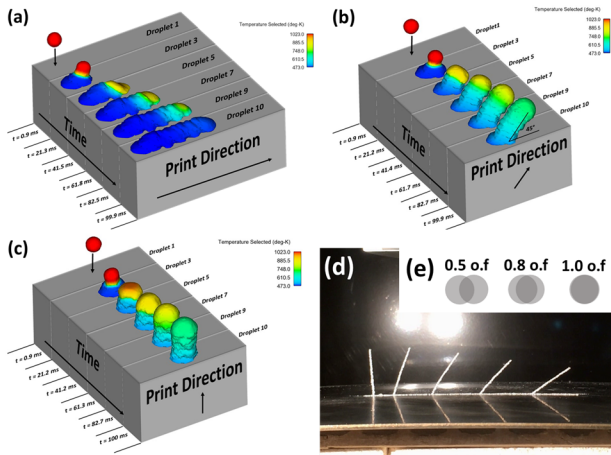 (a)
Temperature Selected (deg-K)
1023.0
885.5
748.0
610.5
473.0
Droplet 1
Droplet 3
Droplet 5
Droplet 7
Droplet 9
Droplet 10
Time
Print Direction
t = 0.9 ms
t = 21.3 ms
t = 41.5 ms
t = 61.8 ms
t = 82.5 ms
t = 99.9 ms
(b)
Temperature Selected (deg-K)
1023.0
885.5
748.0
610.5
473.0
Droplet1
Droplet 3
Droplet 5
Droplet 7
Droplet 9
Droplet 10
45°
Time
Print Direction
t = 0.9 ms
t = 21.2 ms
t = 41.4 ms
t = 61.7 ms
t = 82.7 ms
t = 99.9 ms
(c)
Temperature Selected (deg-K)
1023.0
885.5
748.0
610.5
473.0
Droplet 1
Droplet 3
Droplet 5
Droplet 7
Droplet 9
Droplet 10
Time
Print Direction
t = 0.9 ms
t = 21.2 ms
t = 41.2 ms
t = 61.3 ms
t = 82.7 ms
t = 100 ms
(d)
(e)
0.5 o.f 0.8 o.f 1.0 o.f